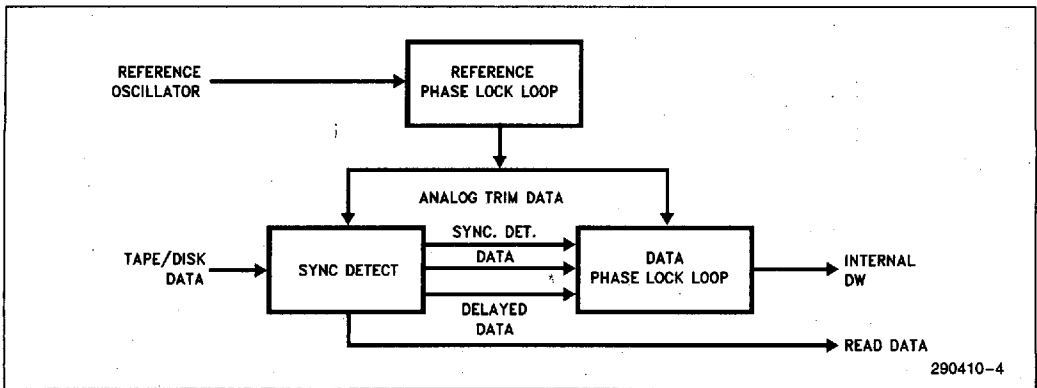 REFERENCE
OSCILLATOR
REFERENCE
PHASE LOCK LOOP
ANALOG TRIM DATA
TAPE/DISK
DATA
SYNC DETECT
SYNC. DET.
DATA
DELAYED
DATA
DATA
PHASE LOCK LOOP
INTERNAL
DW
READ DATA
290410-4